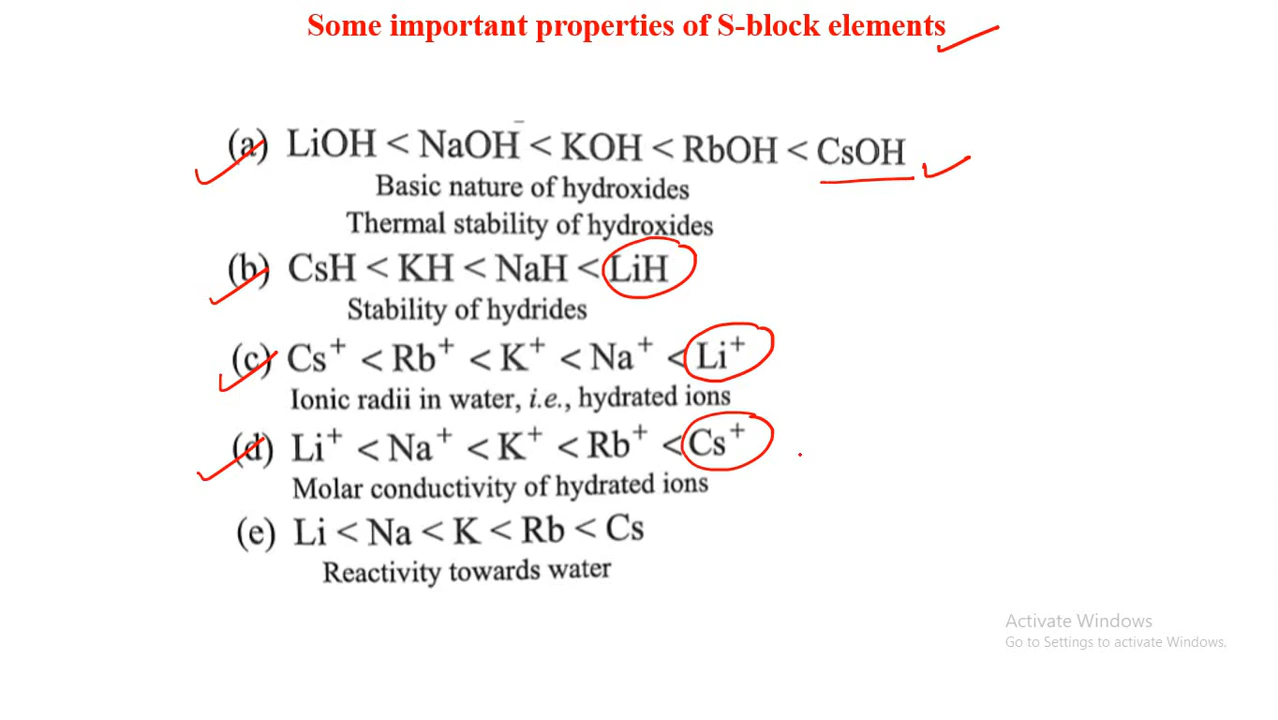 Some important properties of S-block elements
(a) LiOH < NaOH < KOH < RbOH < CsOH
Basic nature of hydroxides
Thermal stability of hydroxides
(b) CsH < KH < NaH < LiH
Stability of hydrides
(c) Cs⁺ < Rb⁺ < K⁺ < Na⁺ < Li⁺
Ionic radii in water, i.e., hydrated ions
(d) Li⁺ < Na⁺ < K⁺ < Rb⁺ < Cs⁺
Molar conductivity of hydrated ions
(e) Li < Na < K < Rb < Cs
Reactivity towards water
Activate Windows
Go to Settings to activate Windows.